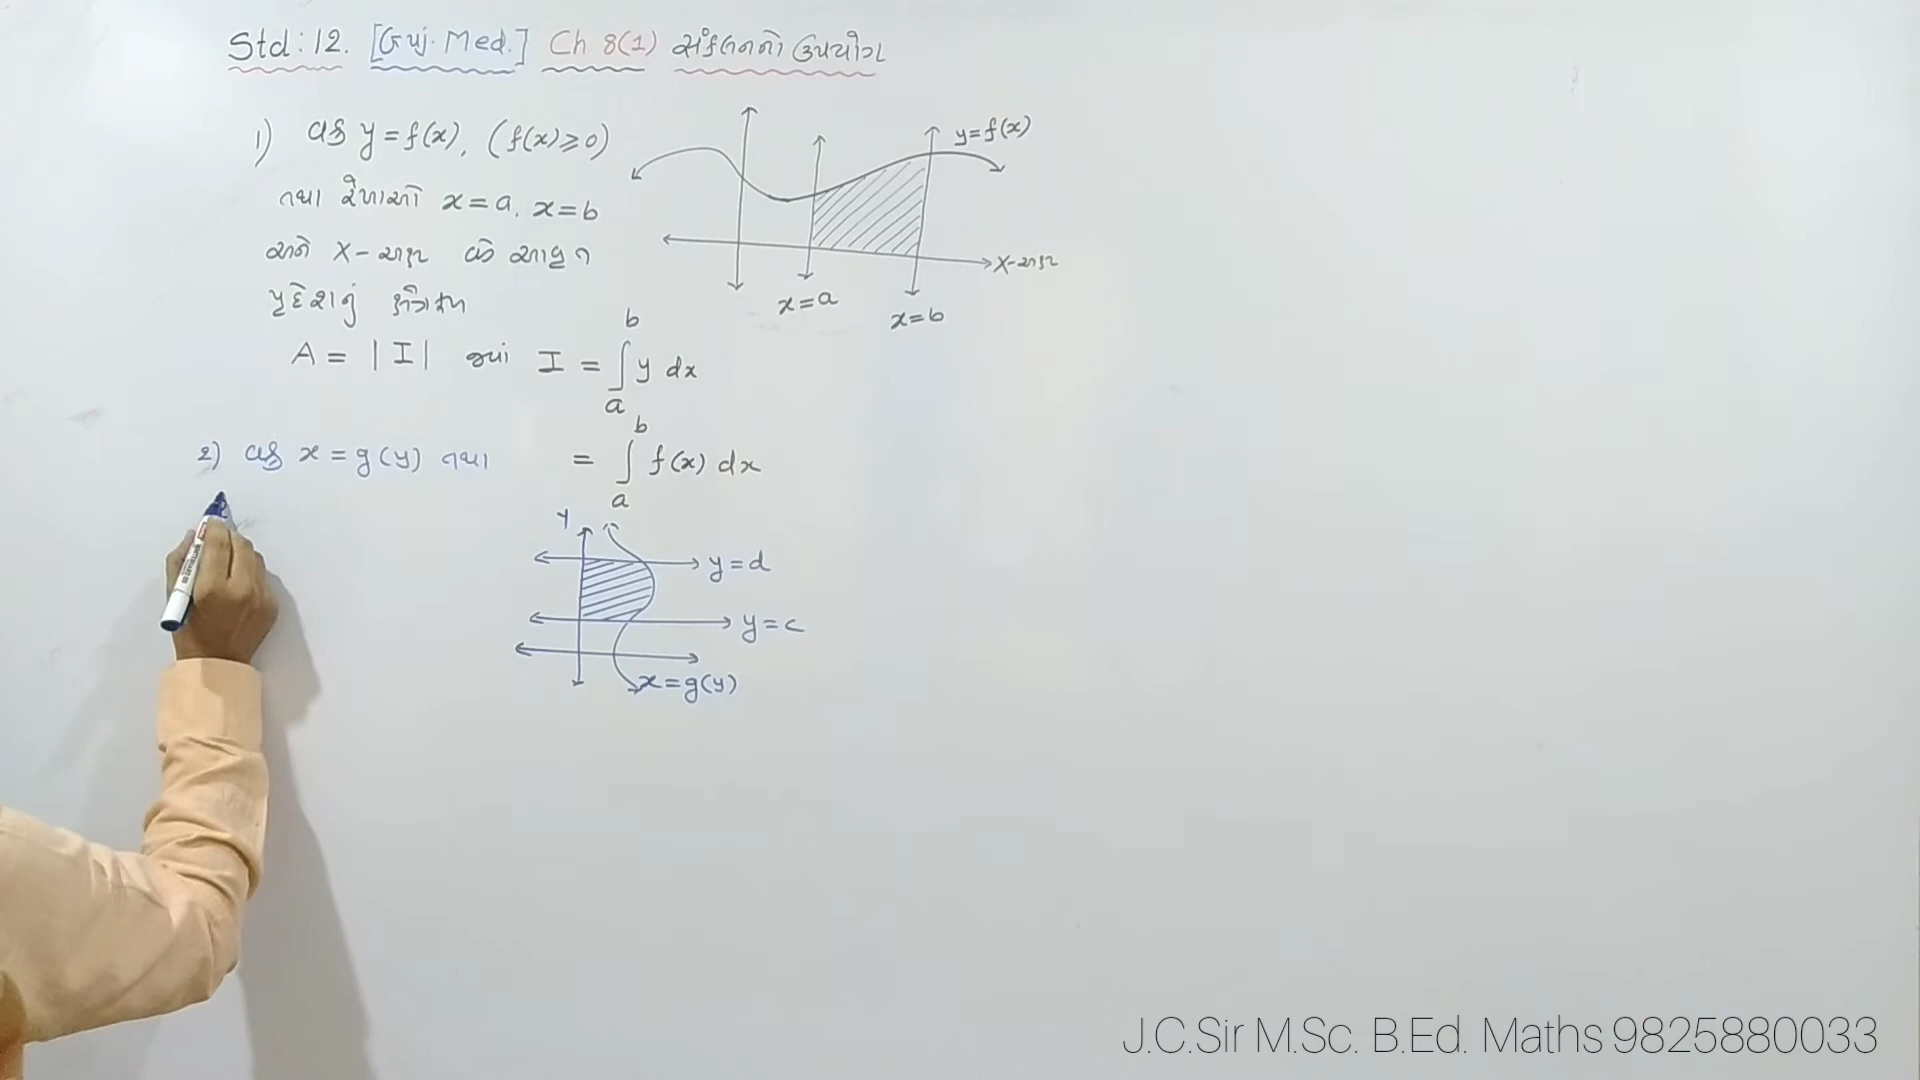 Std: 12. [Guj. Med.] Ch 8(1) સંકલનનો ઉપયોગ
1) વક્ર y = f(x), (f(x) ≥ 0)
તથા રેખાઓ x = a, x = b
અને X-અક્ષ વડે આવૃત
પ્રદેશનું ક્ષેત્રફળ
A = |I| જ્યાં I = ∫ₐᵇ y dx
= ∫ₐᵇ f(x) dx
y = f(x)
X-અક્ષ
x = a
x = b
2) વક્ર x = g(y) તથા
Y
y = d
y = c
x = g(y)
J.C.Sir M.Sc. B.Ed. Maths 9825880033